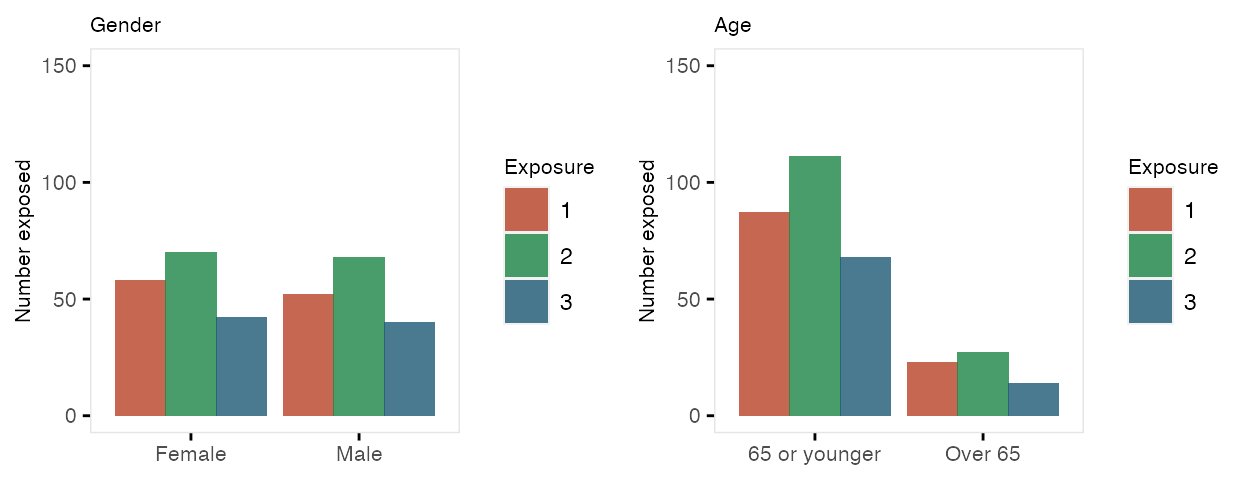 Gender
Number exposed
150
100
50
0
Female Male
Exposure
1
2
3
Age
Number exposed
150
100
50
0
65 or younger Over 65
Exposure
1
2
3